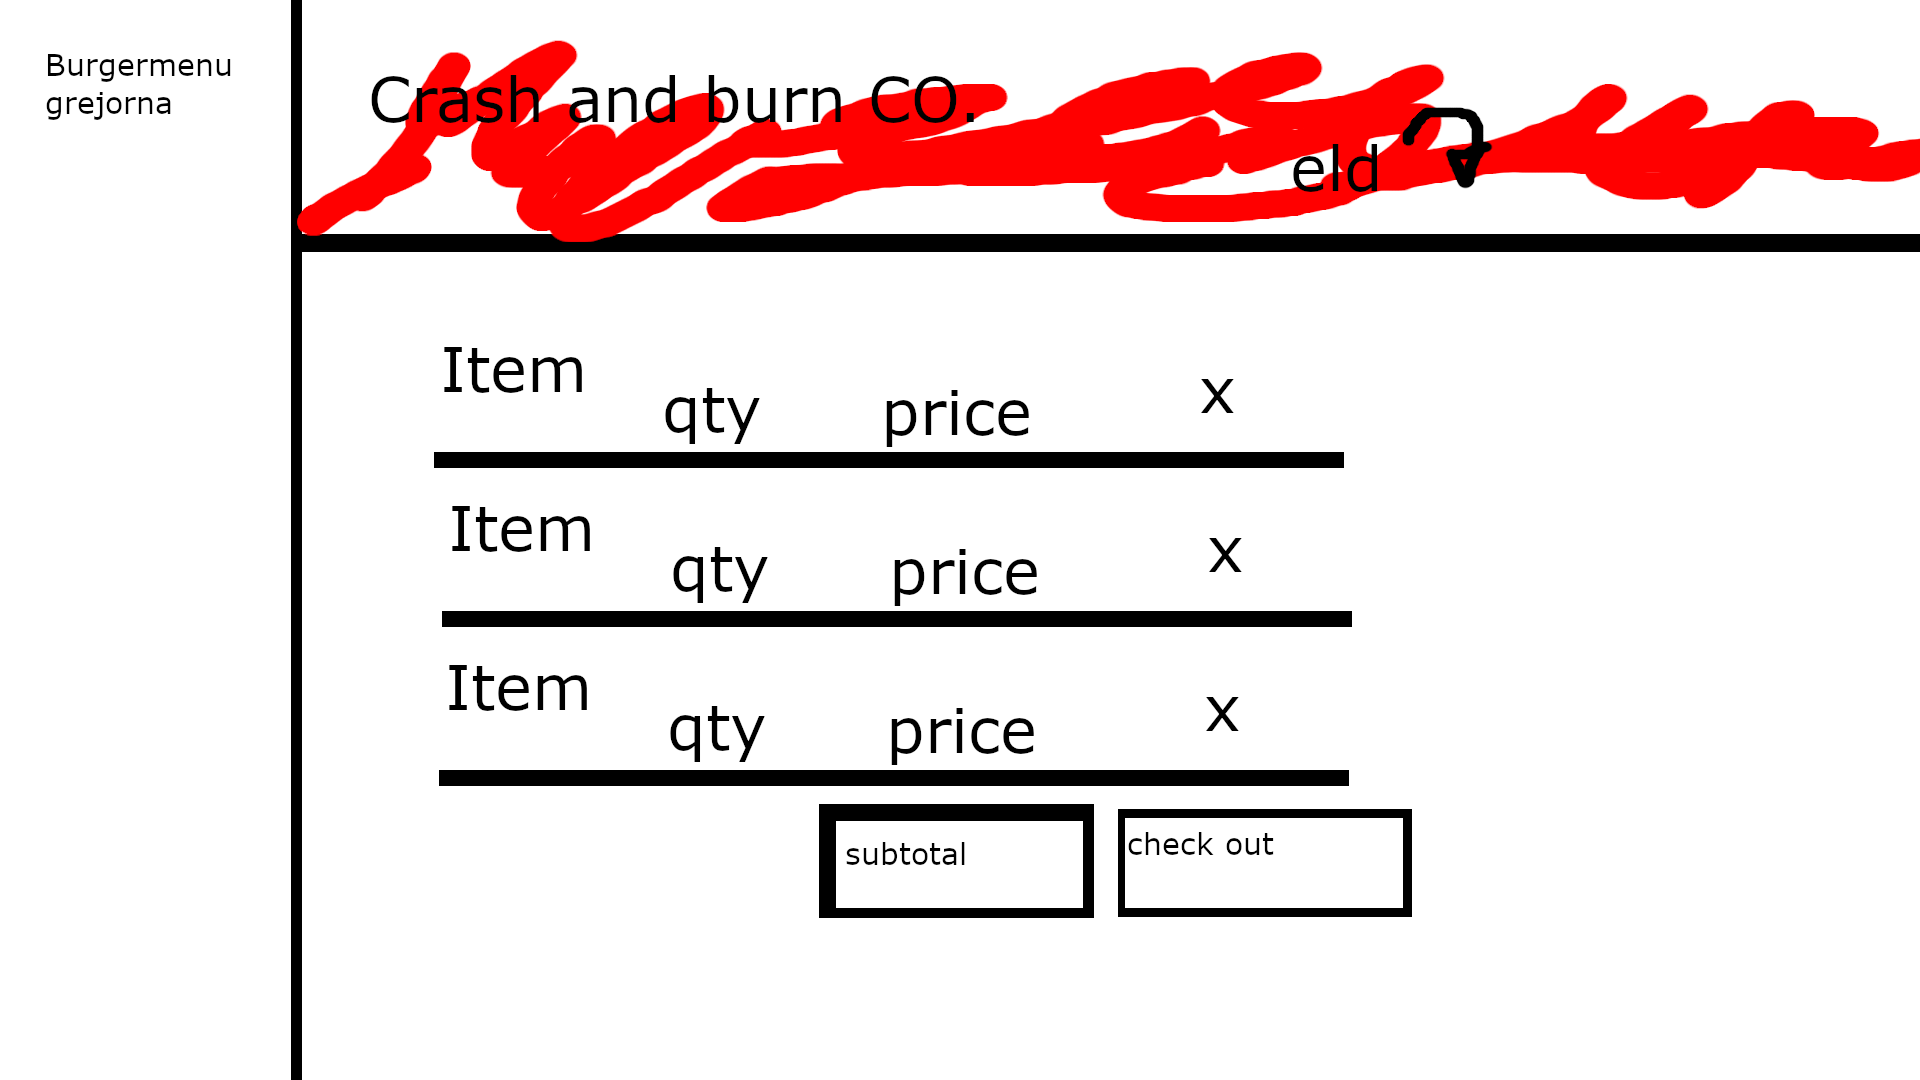 Burgermenu
grejorna
Crash and burn CO.
eld
Item qty price x
Item qty price x
Item qty price x
subtotal
check out